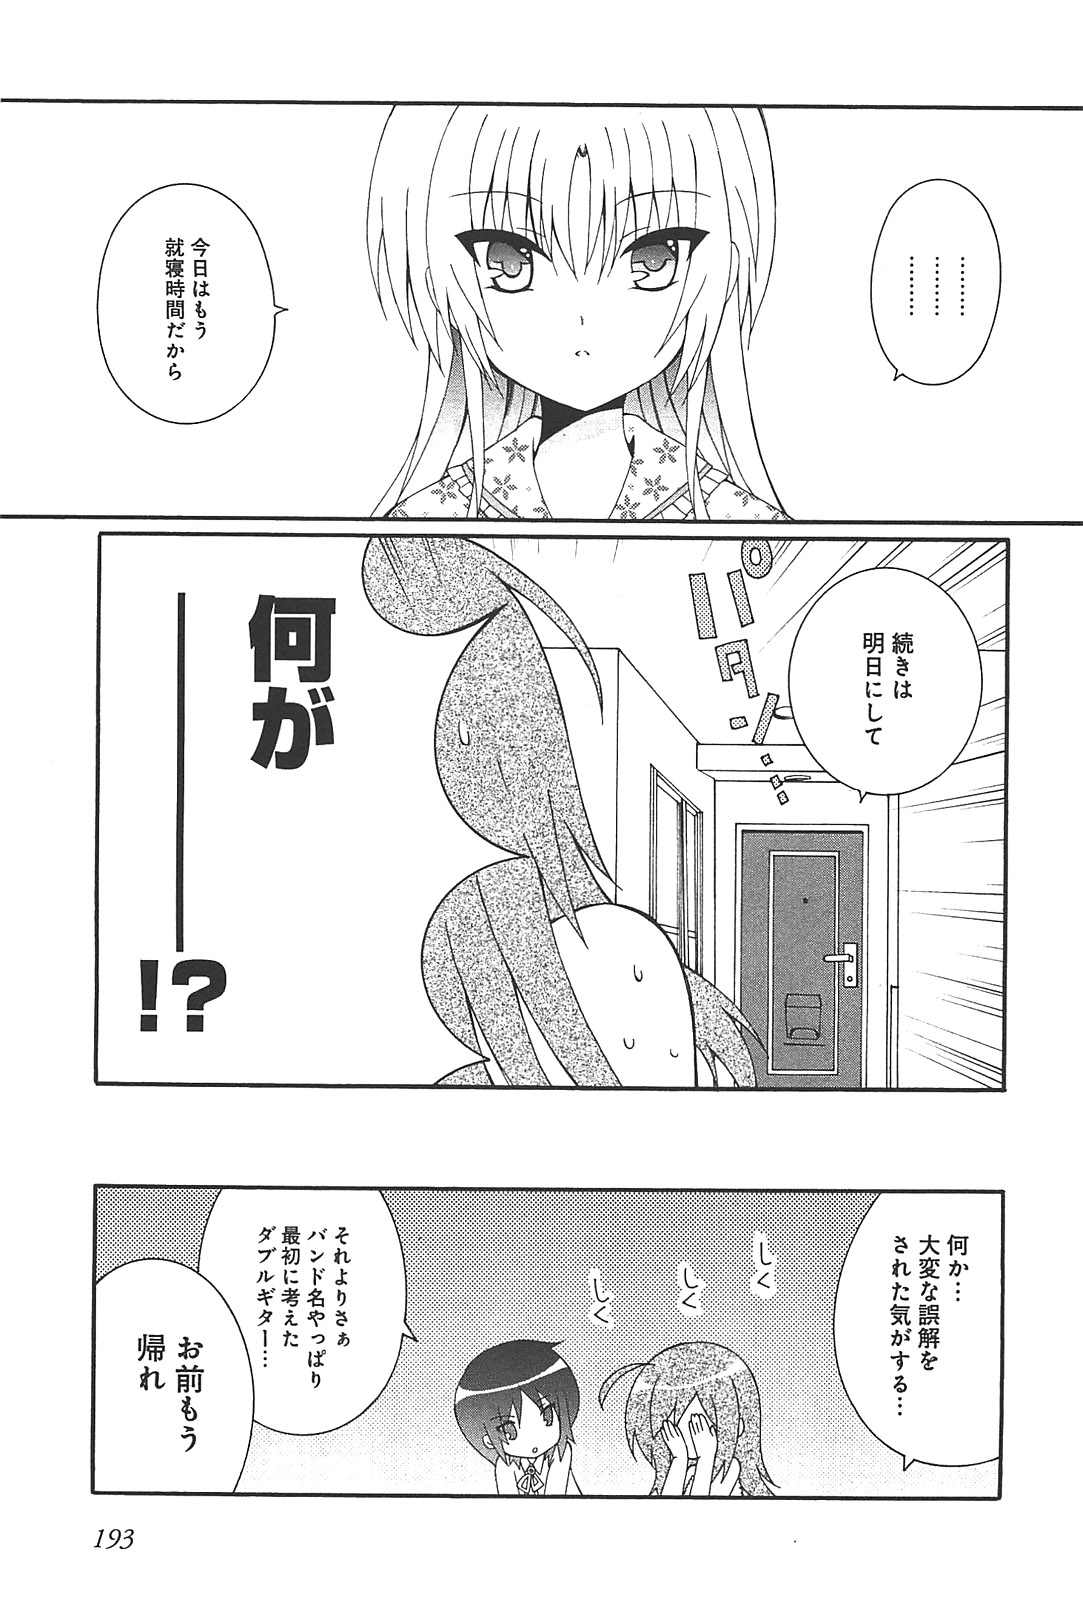 ………
………
今日はもう
就寝時間だから
続きは
明日にして
パタン…
何が
――!?
何か…
大変な誤解を
された気がする…
しく
しく
しく
それよりさぁ
バンド名やっぱり
最初に考えた
ダブルギター…
お前もう
帰れ
193